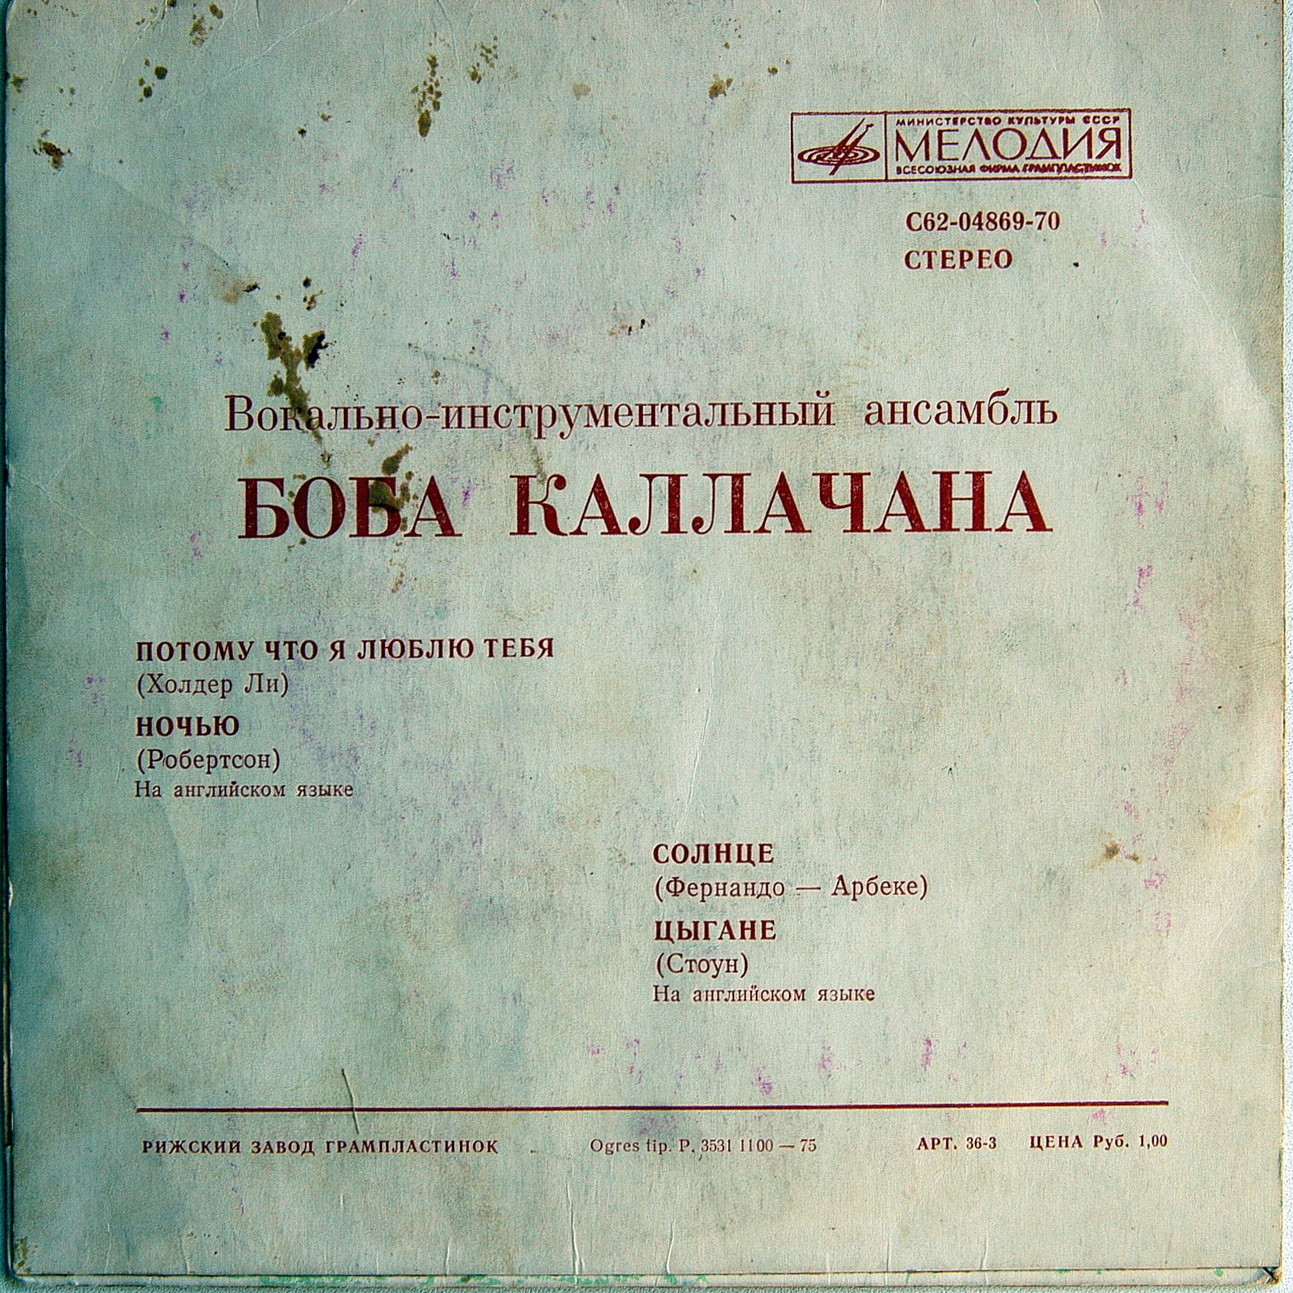 МИНИСТЕРСТВО КУЛЬТУРЫ СССР
МЕЛОДИЯ
ВСЕСОЮЗНАЯ ФИРМА ГРАМПЛАСТИНОК
С62-04869-70
СТЕРЕО
Вокально-инструментальный ансамбль
БОБА КАЛЛАЧАНА
ПОТОМУ ЧТО Я ЛЮБЛЮ ТЕБЯ
(Холдер Ли)
НОЧЬЮ
(Робертсон)
На английском языке
СОЛНЦЕ
(Фернандо — Арбеке)
ЦЫГАНЕ
(Стоун)
На английском языке
РИЖСКИЙ ЗАВОД ГРАМПЛАСТИНОК Ogres tip. P. 3531 1100 — 75 АРТ. 36-3 ЦЕНА Руб. 1,00